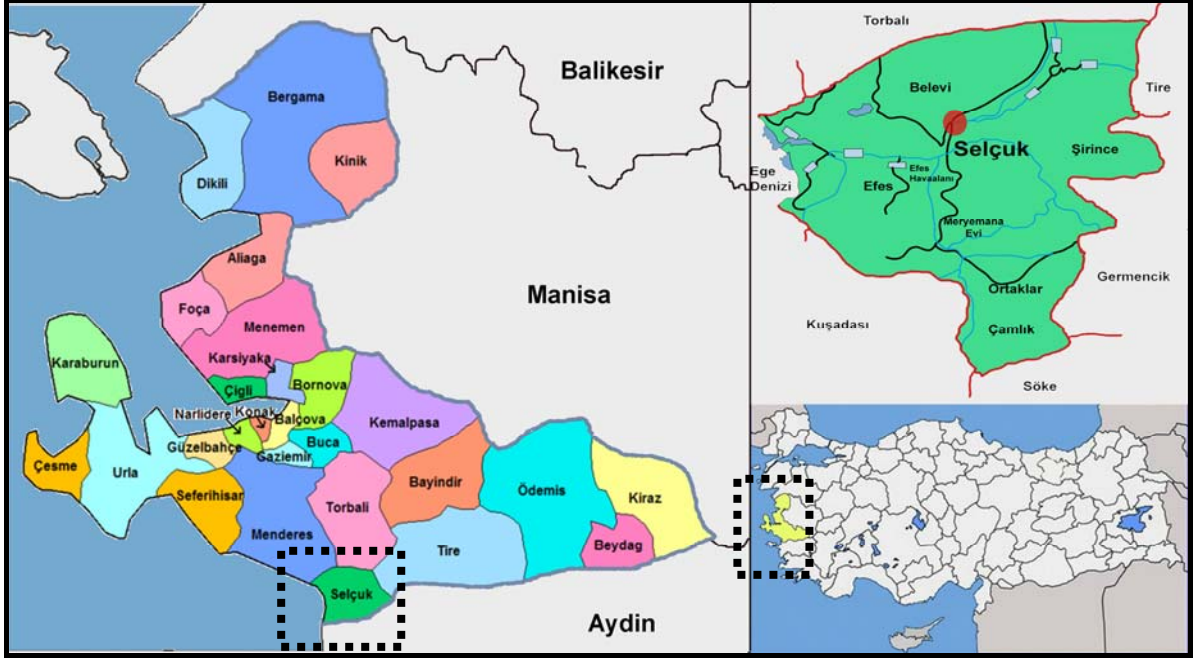 Balikesir
Bergama
Kinik
Dikili
Aliaga
Manisa
Foça
Menemen
Karsiyaka
Karaburun
Çigli
Bornova
Narlidere
Konak
Balçova
Kemalpasa
Güzelbahçe
Buca
Gaziemir
Çesme
Urla
Seferihisar
Bayindir
Ödemis
Kiraz
Torbali
Menderes
Tire
Beydag
Selçuk
Aydin
Torbalı
Belevi
Tire
Selçuk
Şirince
Ege
Denizi
Efes
Efes
Havaalanı
Meryemana
Evi
Germencik
Ortaklar
Kuşadası
Çamlık
Söke